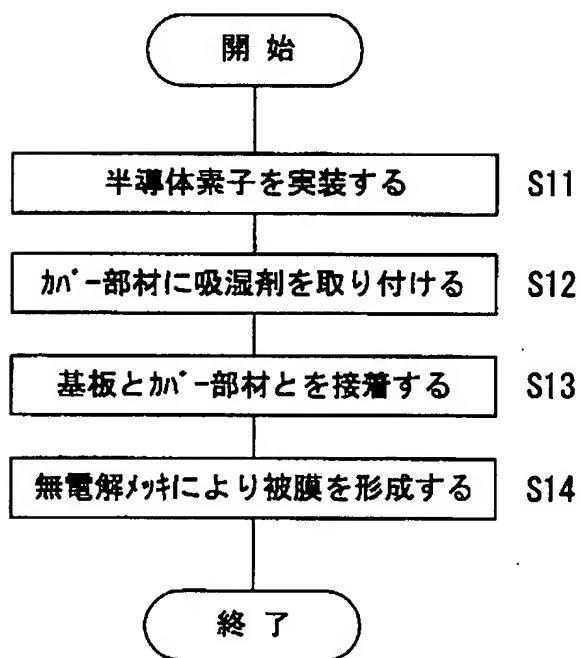 開 始
半導体素子を実装する S11
ｶﾊﾞｰ部材に吸湿剤を取り付ける S12
基板とｶﾊﾞｰ部材とを接着する S13
無電解ﾒｯｷにより被膜を形成する S14
終 了